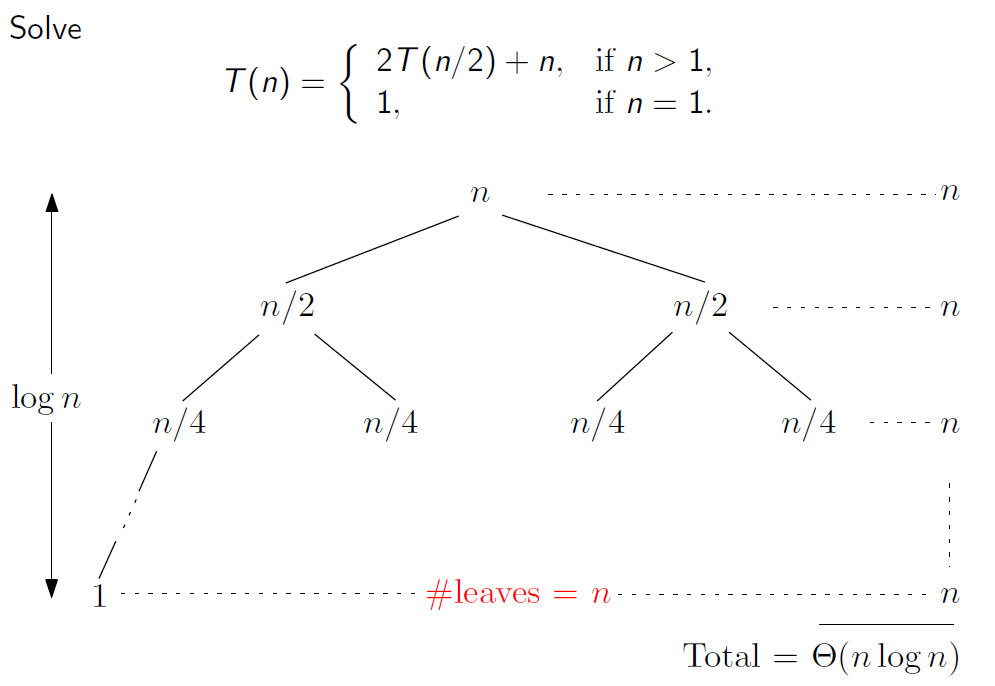 Solve
T(n) = { 2T(n/2) + n, if n > 1,
1, if n = 1.
n n
n/2 n/2 n
log n n/4 n/4 n/4 n/4 n
1 #leaves = n n
Total = Θ(n log n)